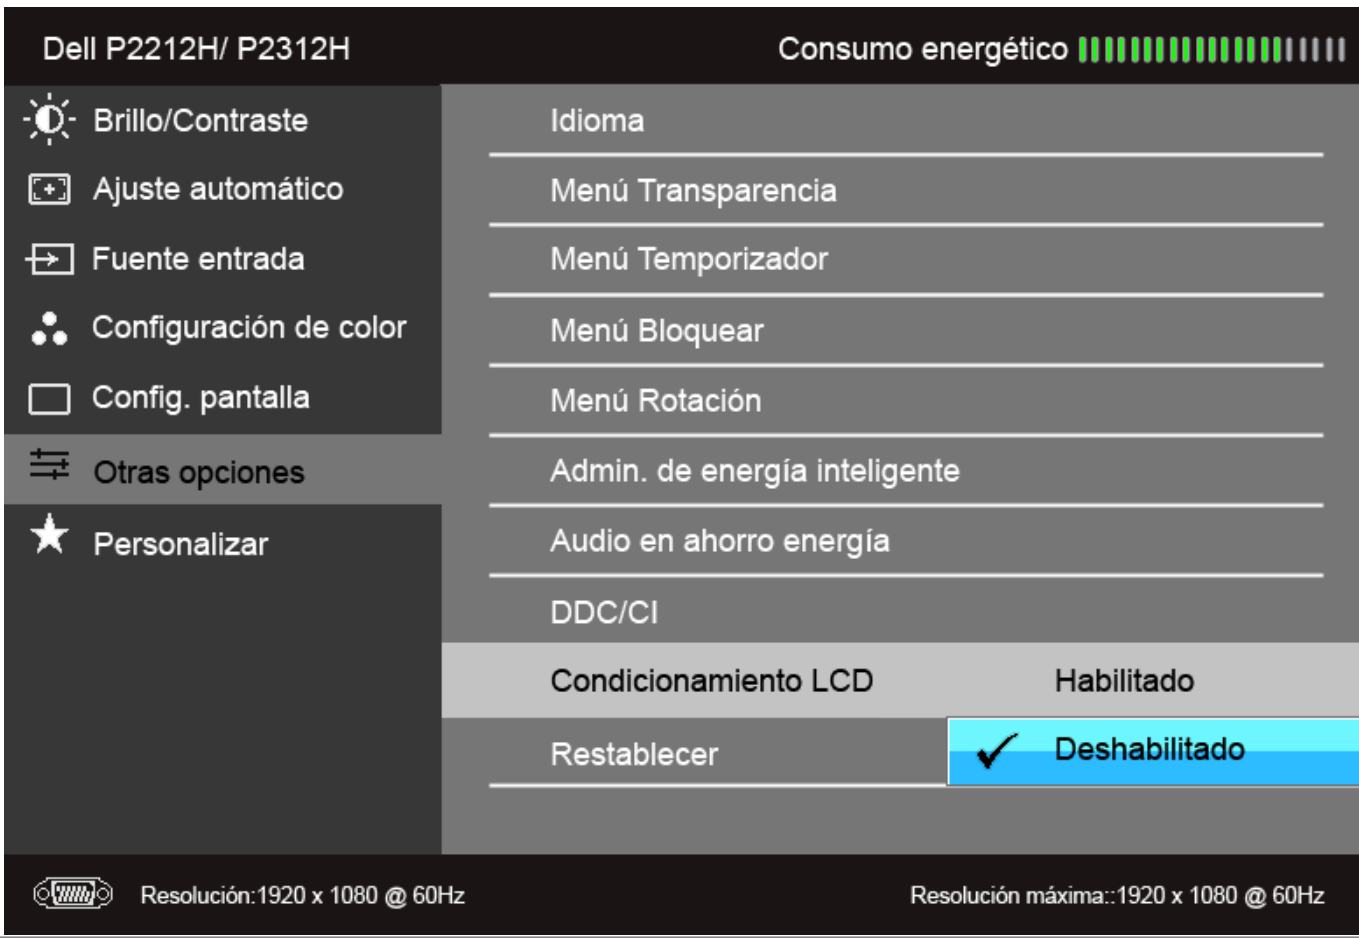 Dell P2212H/ P2312H
Consumo energético
Brillo/Contraste
Ajuste automático
Fuente entrada
Configuración de color
Config. pantalla
Otras opciones
Personalizar
Idioma
Menú Transparencia
Menú Temporizador
Menú Bloquear
Menú Rotación
Admin. de energía inteligente
Audio en ahorro energía
DDC/CI
Condicionamiento LCD
Habilitado
Restablecer
Deshabilitado
Resolución:1920 x 1080 @ 60Hz
Resolución máxima::1920 x 1080 @ 60Hz